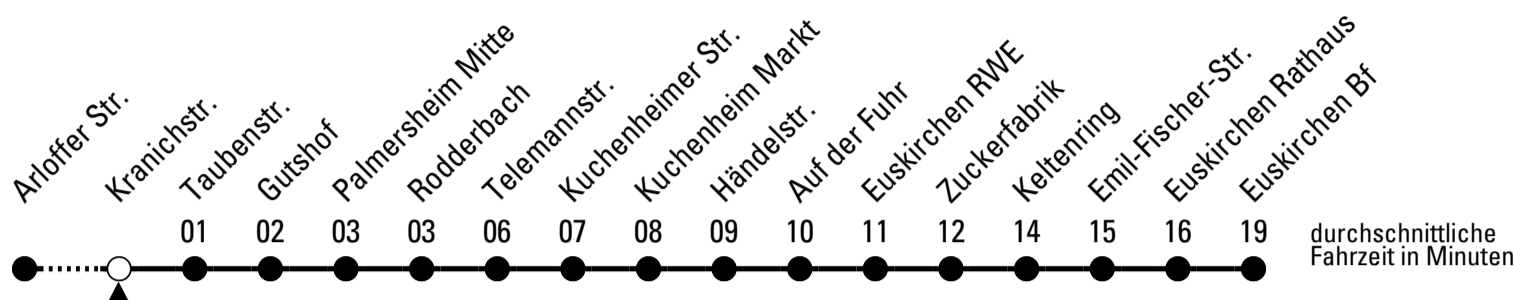 Arloffer Str.
Kranichstr.
Taubenstr.
Gutshof
Palmersheim Mitte
Rodderbach
Telemannstr.
Kuchenheimer Str.
Kuchenheim Markt
Händelstr.
Auf der Fuhr
Euskirchen RWE
Zuckerfabrik
Keltenring
Emil-Fischer-Str.
Euskirchen Rathaus
Euskirchen Bf
01 02 03 03 06 07 08 09 10 11 12 14 15 16 19
durchschnittliche
Fahrzeit in Minuten